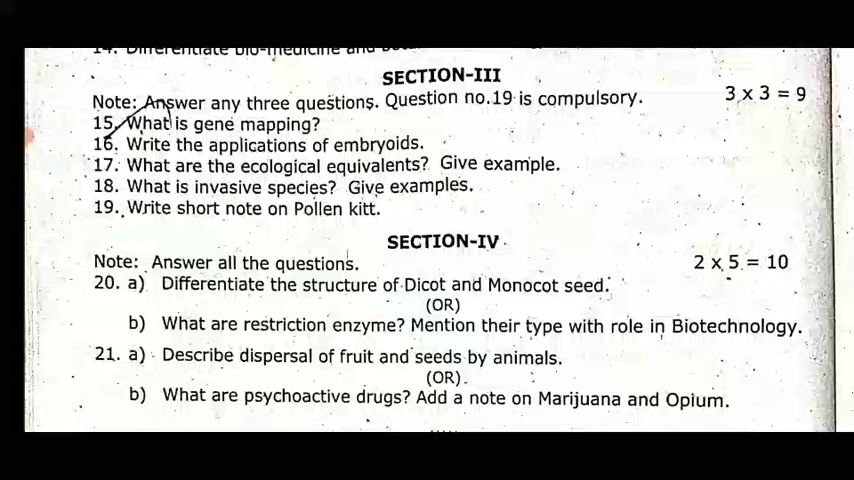 14. Differentiate bio-medicine and
SECTION-III
Note: Answer any three questions. Question no.19 is compulsory. 3 x 3 = 9
15. What is gene mapping?
16. Write the applications of embryoids.
17. What are the ecological equivalents? Give example.
18. What is invasive species? Give examples.
19. Write short note on Pollen kitt.
SECTION-IV
Note: Answer all the questions. 2 x 5 = 10
20. a) Differentiate the structure of Dicot and Monocot seed.
(OR)
b) What are restriction enzyme? Mention their type with role in Biotechnology.
21. a) Describe dispersal of fruit and seeds by animals.
(OR)
b) What are psychoactive drugs? Add a note on Marijuana and Opium.